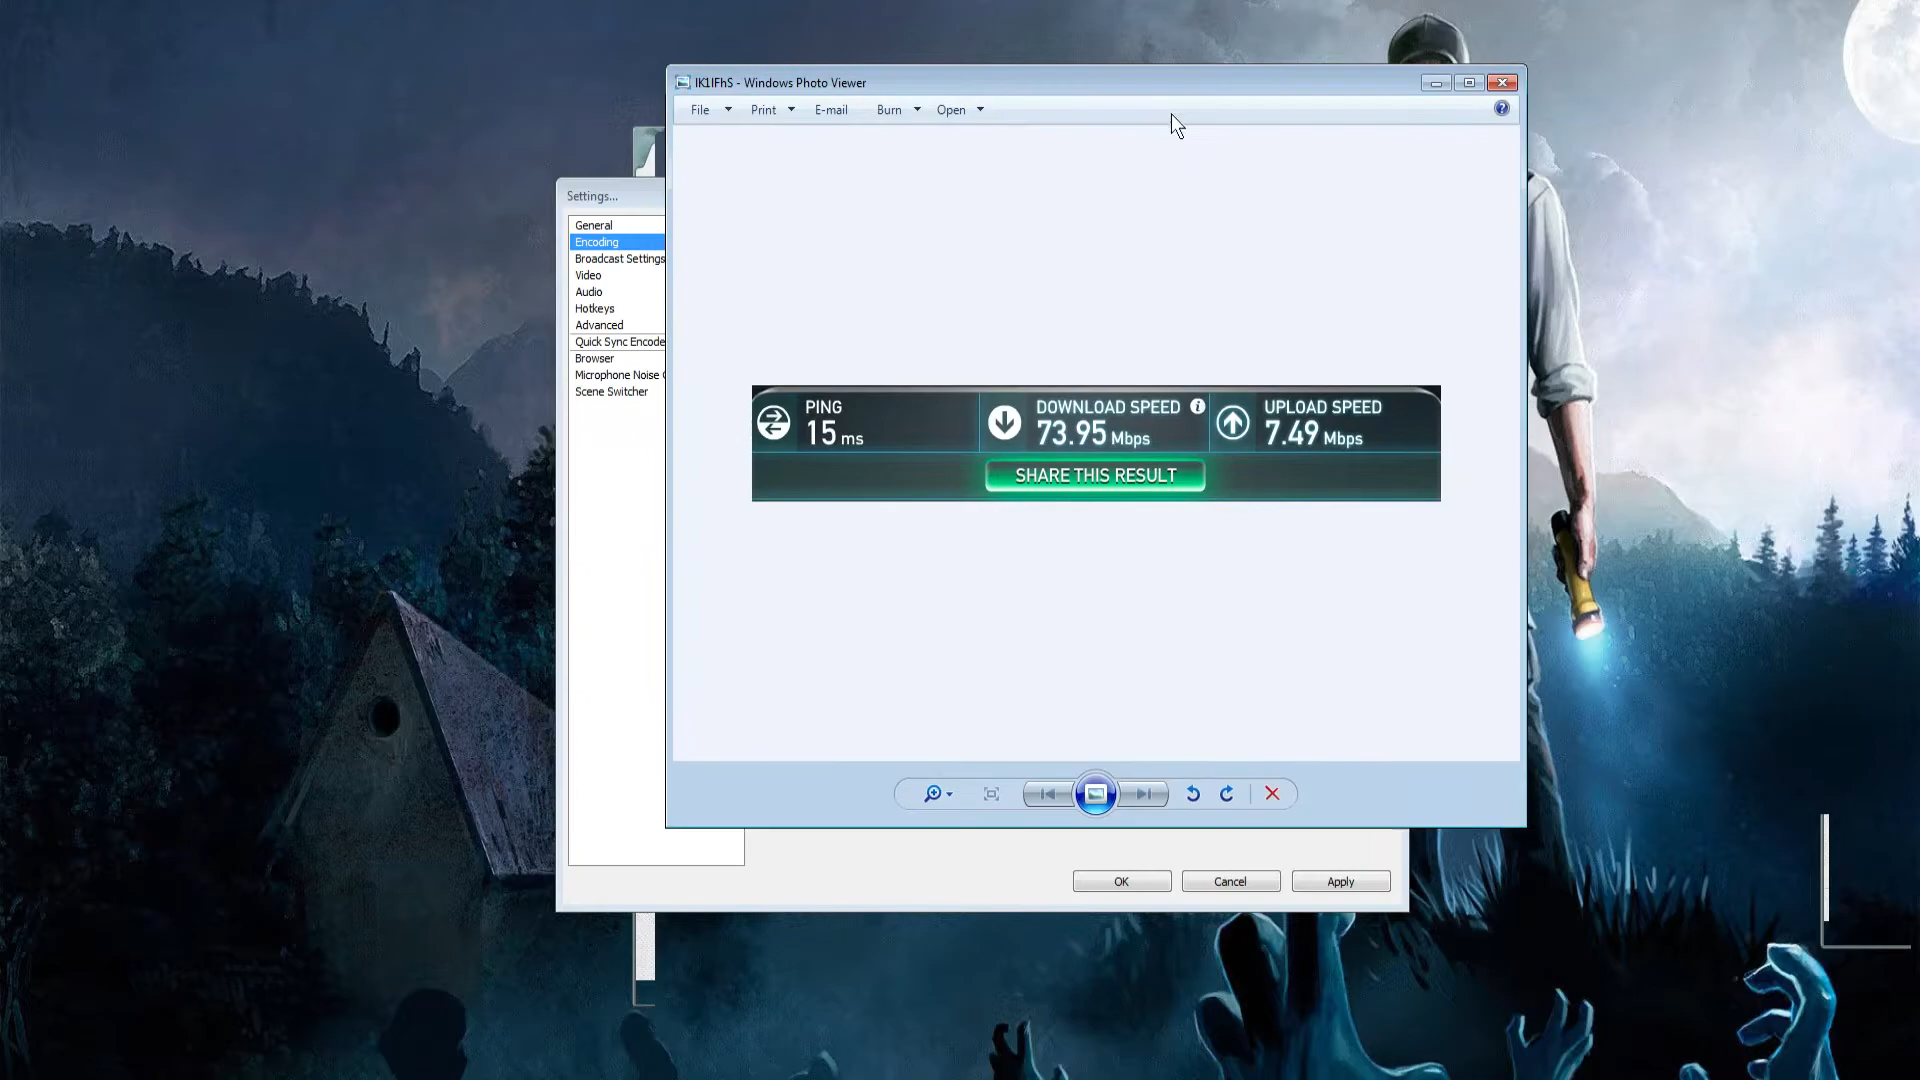 IK1IFhS - Windows Photo Viewer
File Print E-mail Burn Open
Settings...
General
Encoding
Broadcast Settings
Video
Audio
Hotkeys
Advanced
Quick Sync Encode
Browser
Microphone Noise
Scene Switcher
PING
15 ms
DOWNLOAD SPEED
73.95 Mbps
UPLOAD SPEED
7.49 Mbps
SHARE THIS RESULT
OK Cancel Apply